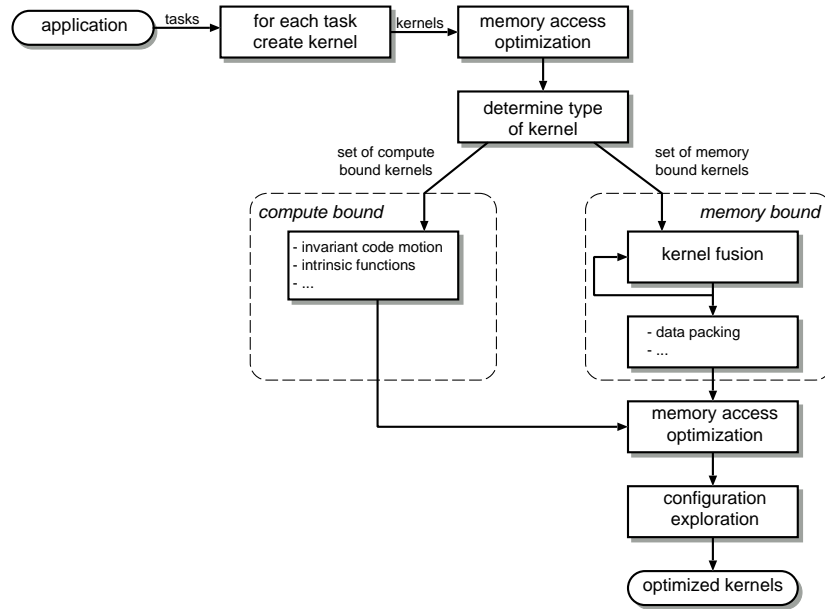 application
tasks
for each task
create kernel
kernels
memory access
optimization
determine type
of kernel
set of compute
bound kernels
set of memory
bound kernels
compute bound
- invariant code motion
- intrinsic functions
- ...
memory bound
kernel fusion
- data packing
- ...
memory access
optimization
configuration
exploration
optimized kernels